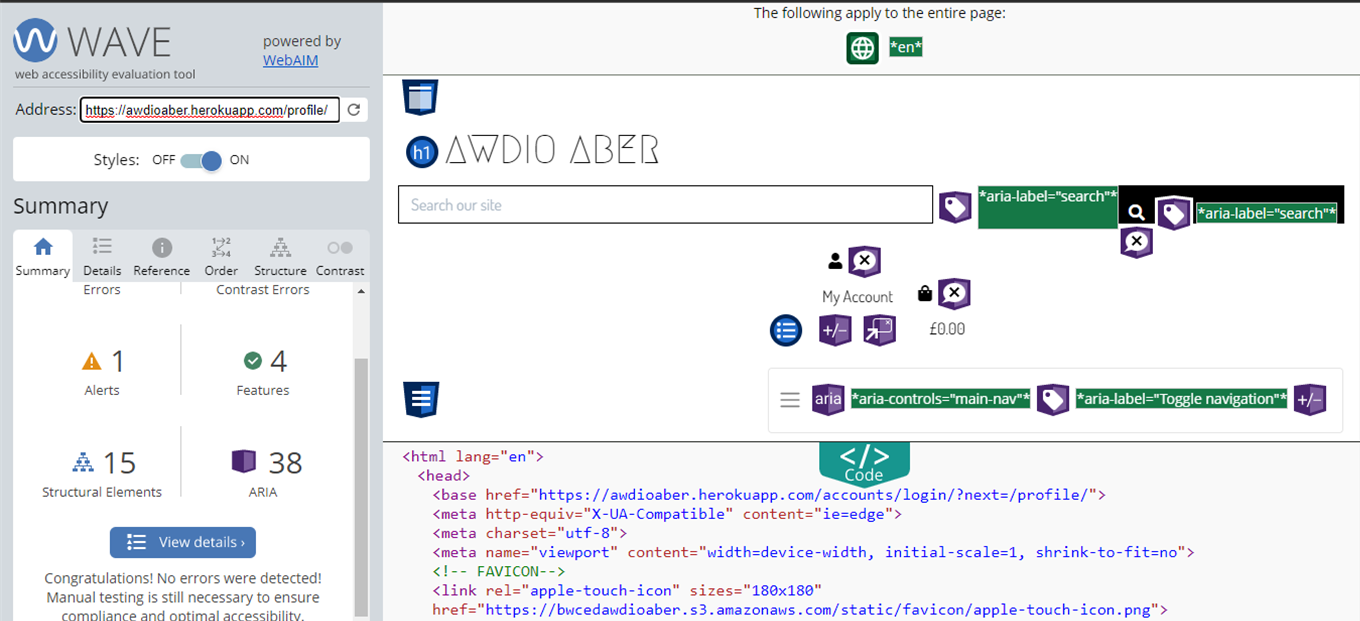 WAVE
powered by
WebAIM
web accessibility evaluation tool
Address: https://awdioaber.herokuapp.com/profile/
Styles: OFF ON
Summary
Summary Details Reference Order Structure Contrast
1→2
3→4
Errors Contrast Errors
1 4
Alerts Features
15 38
Structural Elements ARIA
View details ›
Congratulations! No errors were detected!
Manual testing is still necessary to ensure
compliance and optimal accessibility.
The following apply to the entire page:
*en*
h1 AWDIO ABER
Search our site *aria-label="search"* *aria-label="search"*
My Account
+/- £0.00
aria *aria-controls="main-nav"* *aria-label="Toggle navigation"* +/-
</>
Code
<html lang="en">
<head>
<base href="https://awdioaber.herokuapp.com/accounts/login/?next=/profile/">
<meta http-equiv="X-UA-Compatible" content="ie=edge">
<meta charset="utf-8">
<meta name="viewport" content="width=device-width, initial-scale=1, shrink-to-fit=no">
<!-- FAVICON-->
<link rel="apple-touch-icon" sizes="180x180"
href="https://bwcedawdioaber.s3.amazonaws.com/static/favicon/apple-touch-icon.png">